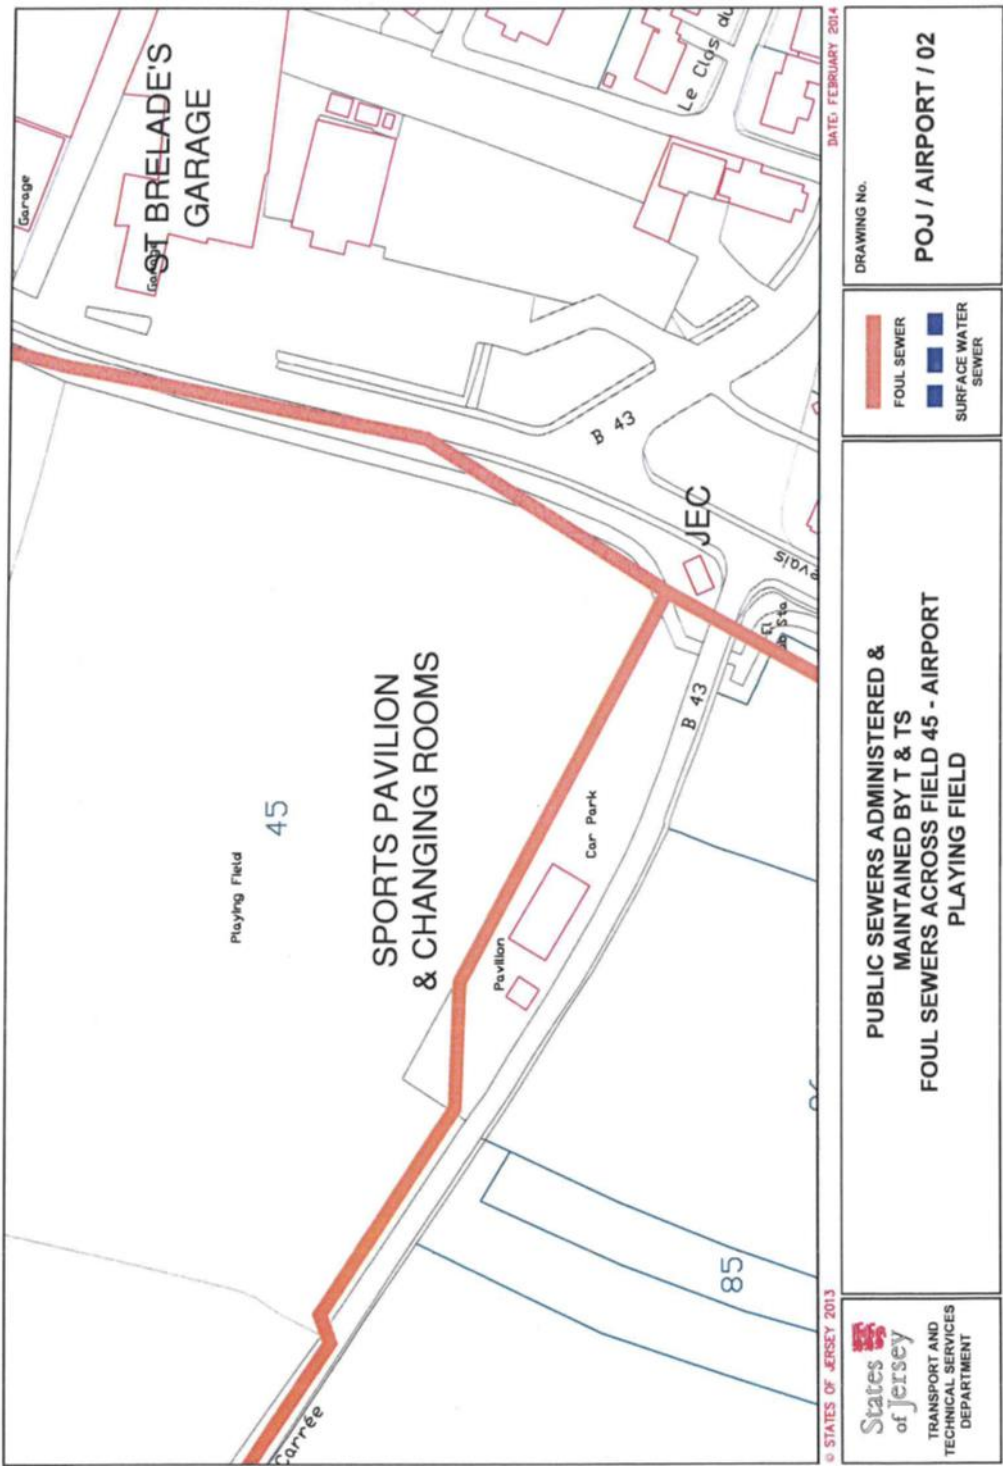 Garage
ST BRELADE'S
GARAGE
Garage
Le Clos du
B 43
JEC
B 43
45
Playing Field
SPORTS PAVILION
& CHANGING ROOMS
Car Park
Pavilion
85
Carrée
© STATES OF JERSEY 2013
DATE: FEBRUARY 2014
States
of Jersey
TRANSPORT AND
TECHNICAL SERVICES
DEPARTMENT
PUBLIC SEWERS ADMINISTERED &
MAINTAINED BY T & TS
FOUL SEWERS ACROSS FIELD 45 - AIRPORT
PLAYING FIELD
FOUL SEWER
SURFACE WATER
SEWER
DRAWING No.
POJ / AIRPORT / 02